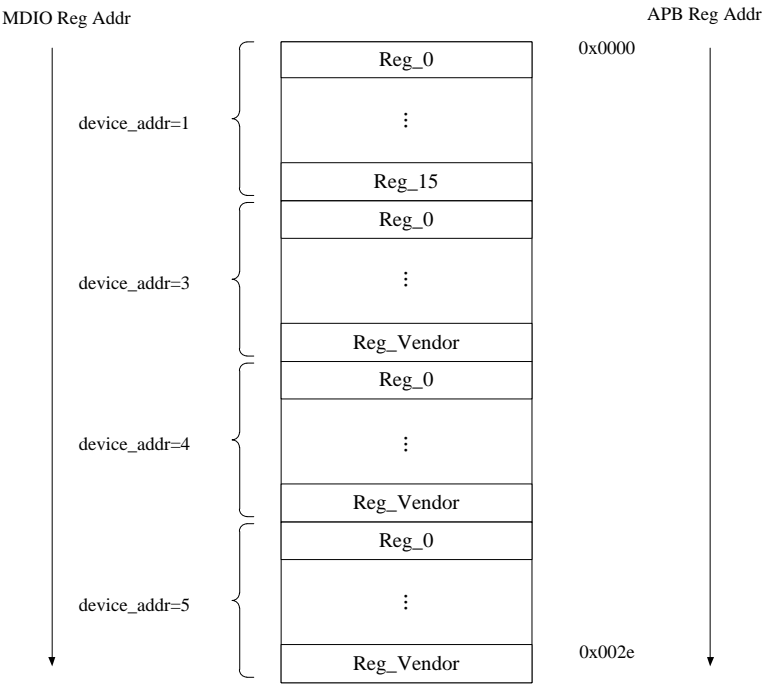 MDIO Reg Addr
APB Reg Addr
Reg_0
0x0000
device_addr=1
⋮
Reg_15
Reg_0
device_addr=3
⋮
Reg_Vendor
Reg_0
device_addr=4
⋮
Reg_Vendor
Reg_0
device_addr=5
⋮
Reg_Vendor
0x002e